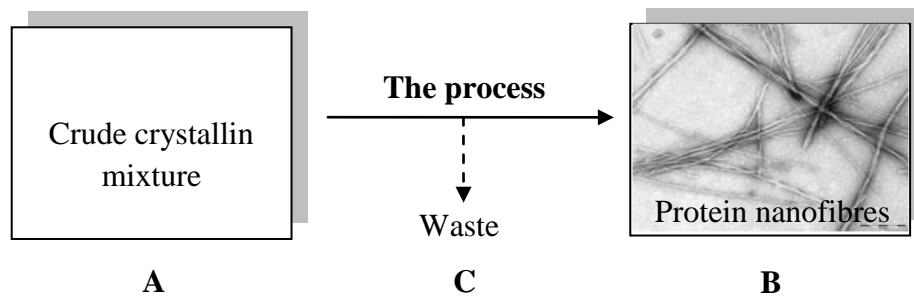 The process
Crude crystallin
mixture
Waste
Protein nanofibres
A
C
B